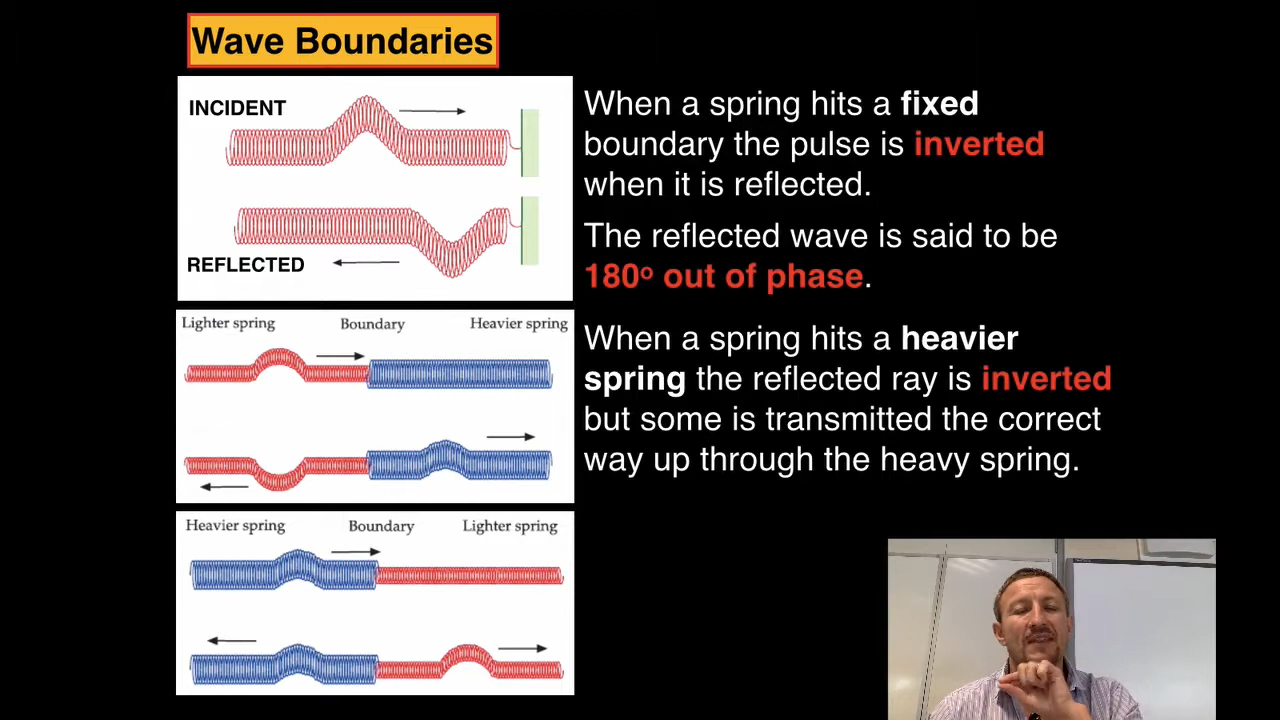 Wave Boundaries
INCIDENT
REFLECTED
When a spring hits a fixed
boundary the pulse is inverted
when it is reflected.
The reflected wave is said to be
180º out of phase.
Lighter spring Boundary Heavier spring
When a spring hits a heavier
spring the reflected ray is inverted
but some is transmitted the correct
way up through the heavy spring.
Heavier spring Boundary Lighter spring